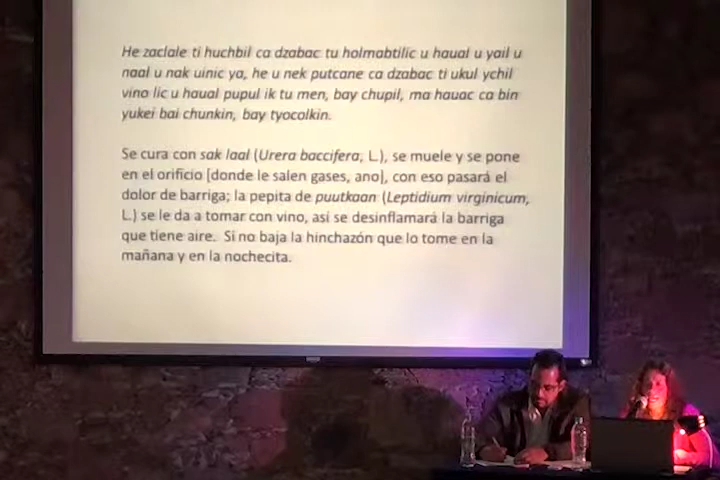 He zaclale ti huchbil ca dzabac tu holmabtilic u haual u yail u
naal u nak uinic ya, he u nek putcane ca dzabac ti ukul ychil
vino lic u haual pupul ik tu men, bay chupil, ma hauac ca bin
yukei bai chunkin, bay tyocolkin.
Se cura con sak laal (Urera baccifera, L.), se muele y se pone
en el orificio [donde le salen gases, ano], con eso pasará el
dolor de barriga; la pepita de puutkaan (Leptidium virginicum,
L.) se le da a tomar con vino, así se desinflamará la barriga
que tiene aire. Si no baja la hinchazón que lo tome en la
mañana y en la nochecita.